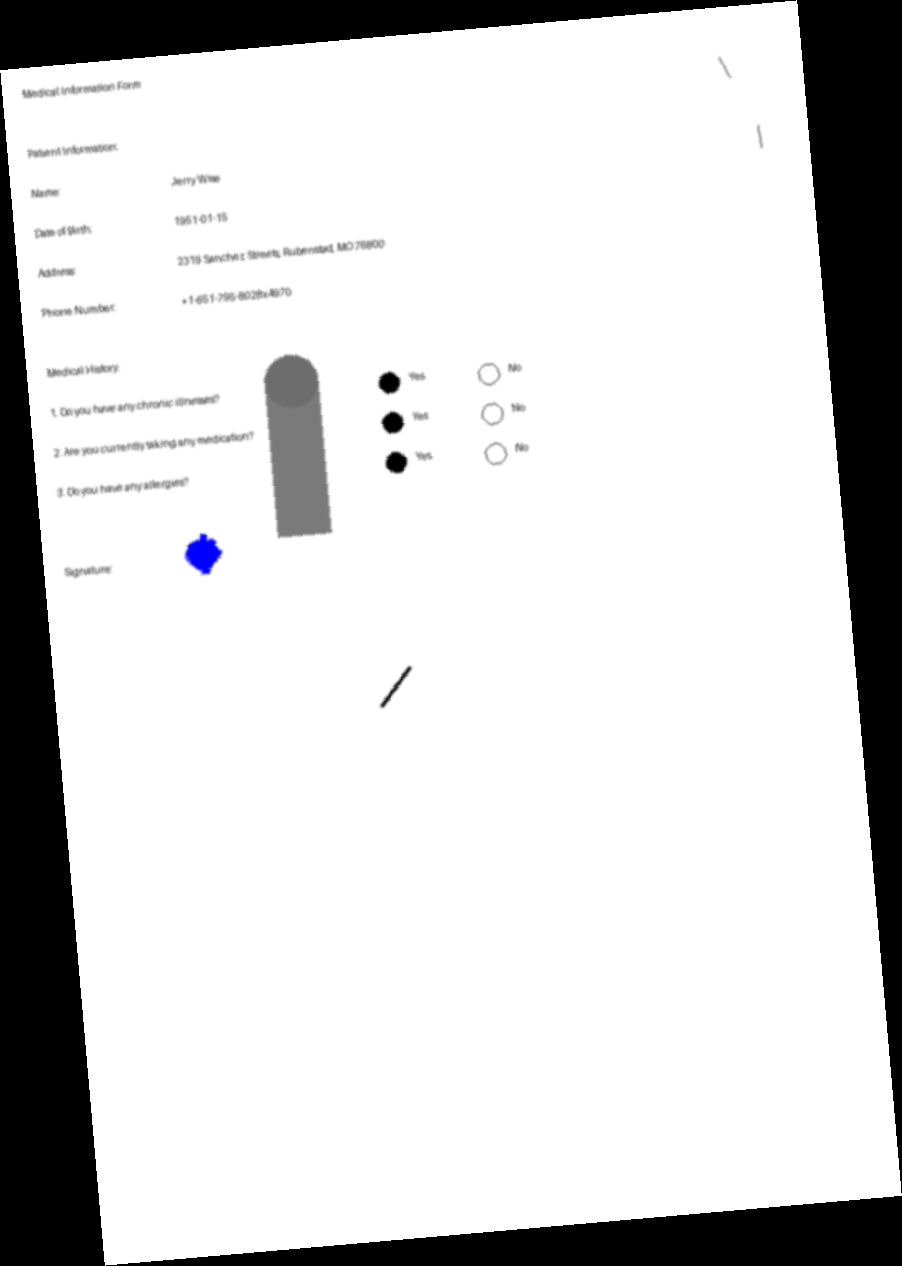 Medical Information Form
Patient Information:
Name: Jerry Wise
Date of Birth: 1951-01-15
Address: 2319 Sanchez Streets, Rubenstad, MO 76800
Phone Number: +1-651-795-8028x4970
Medical History:
1. Do you have any chronic illnesses? Yes No
2. Are you currently taking any medication? Yes No
3. Do you have any allergies? Yes No
Signature: